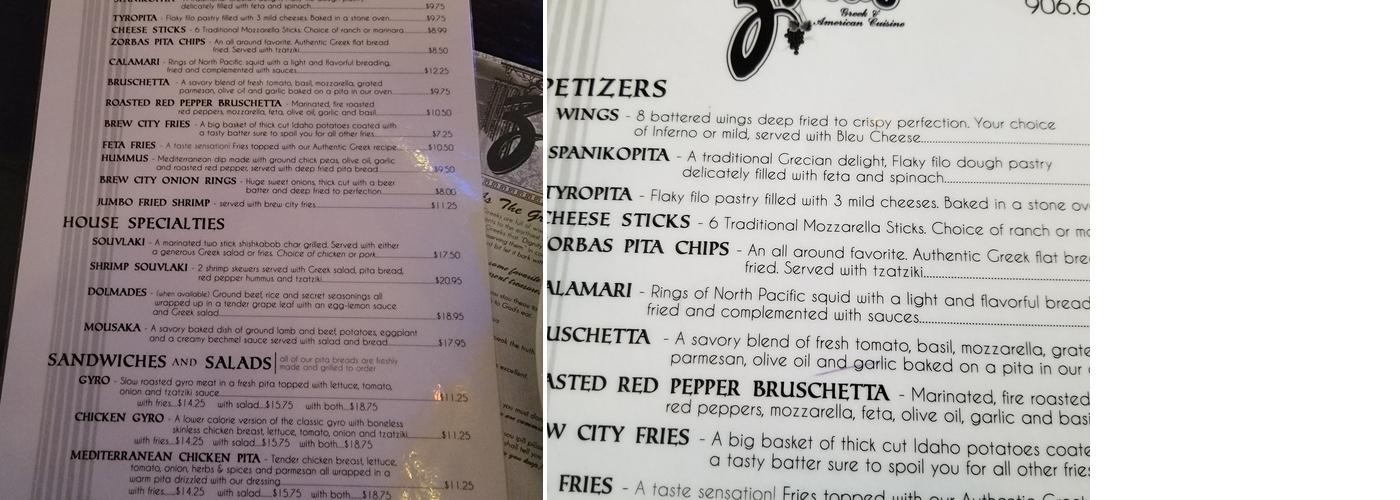 delicately filled with feta and spinach $9.75
TYROPITA - Flaky filo pastry filled with 3 mild cheeses. Baked in a stone oven. $9.75
CHEESE STICKS - 6 Traditional Mozzarella Sticks. Choice of ranch or marinara $8.99
ZORBAS PITA CHIPS - An all around favorite. Authentic Greek flat bread
fried. Served with tzatziki $8.50
CALAMARI - Rings of North Pacific squid with a light and flavorful breading,
fried and complemented with sauces $12.25
BRUSCHETTA - A savory blend of fresh tomato, basil, mozzarella, grated
parmesan, olive oil and garlic baked on a pita in our oven $9.75
ROASTED RED PEPPER BRUSCHETTA - Marinated, fire roasted
red peppers, mozzarella, feta, olive oil, garlic and basil $10.50
BREW CITY FRIES - A big basket of thick cut Idaho potatoes coated with
a tasty batter sure to spoil you for all other fries $7.25
FETA FRIES - A taste sensation! Fries topped with our Authentic Greek recipe $10.50
HUMMUS - Mediterranean dip made with ground chick peas, olive oil, garlic
and roasted red pepper, served with deep fried pita bread $9.50
BREW CITY ONION RINGS - Huge sweet onions, thick cut with a beer
batter and deep fried to perfection $8.00
JUMBO FRIED SHRIMP - served with brew city fries $11.25
HOUSE SPECIALTIES
SOUVLAKI - A marinated two stick shishkabob char grilled. Served with either
a generous Greek salad or fries. Choice of chicken or pork $17.50
SHRIMP SOUVLAKI - 2 shrimp skewers served with Greek salad, pita bread,
red pepper hummus and tzatziki $20.95
DOLMADES - (when available) Ground beef, rice and secret seasonings all
wrapped up in a tender grape leaf with an egg-lemon sauce
and Greek salad $18.95
MOUSAKA - A savory baked dish of ground lamb and beef, potatoes, eggplant
and a creamy bechmel sauce served with salad and bread $17.95
SANDWICHES AND SALADS all of our pita breads are freshly
made and grilled to order
GYRO - Slow roasted gyro meat in a fresh pita topped with lettuce, tomato,
onion and tzatziki sauce $11.25
with fries...$14.25 with salad...$15.75 with both...$18.75
CHICKEN GYRO - A lower calorie version of the classic gyro with boneless
skinless chicken breast, lettuce, tomato, onion and tzatziki $11.25
with fries...$14.25 with salad...$15.75 with both...$18.75
MEDITERRANEAN CHICKEN PITA - Tender chicken breast, lettuce,
tomato, onion, herbs & spices and parmesan all wrapped in a
warm pita drizzled with our dressing $11.25
with fries...$14.25 with salad...$15.75 with both...$18.75
Greek &
American Cuisine
906.6
PETIZERS
WINGS - 8 battered wings deep fried to crispy perfection. Your choice
of Inferno or mild, served with Bleu Cheese
SPANIKOPITA - A traditional Grecian delight, Flaky filo dough pastry
delicately filled with feta and spinach
TYROPITA - Flaky filo pastry filled with 3 mild cheeses. Baked in a stone ov
CHEESE STICKS - 6 Traditional Mozzarella Sticks. Choice of ranch or ma
ORBAS PITA CHIPS - An all around favorite. Authentic Greek flat brea
fried. Served with tzatziki
ALAMARI - Rings of North Pacific squid with a light and flavorful bread
fried and complemented with sauces
USCHETTA - A savory blend of fresh tomato, basil, mozzarella, grate
parmesan, olive oil and garlic baked on a pita in our
ASTED RED PEPPER BRUSCHETTA - Marinated, fire roasted
red peppers, mozzarella, feta, olive oil, garlic and basi
W CITY FRIES - A big basket of thick cut Idaho potatoes coate
a tasty batter sure to spoil you for all other fries
FRIES - A taste sensation! Fries topped with our Authentic Greek